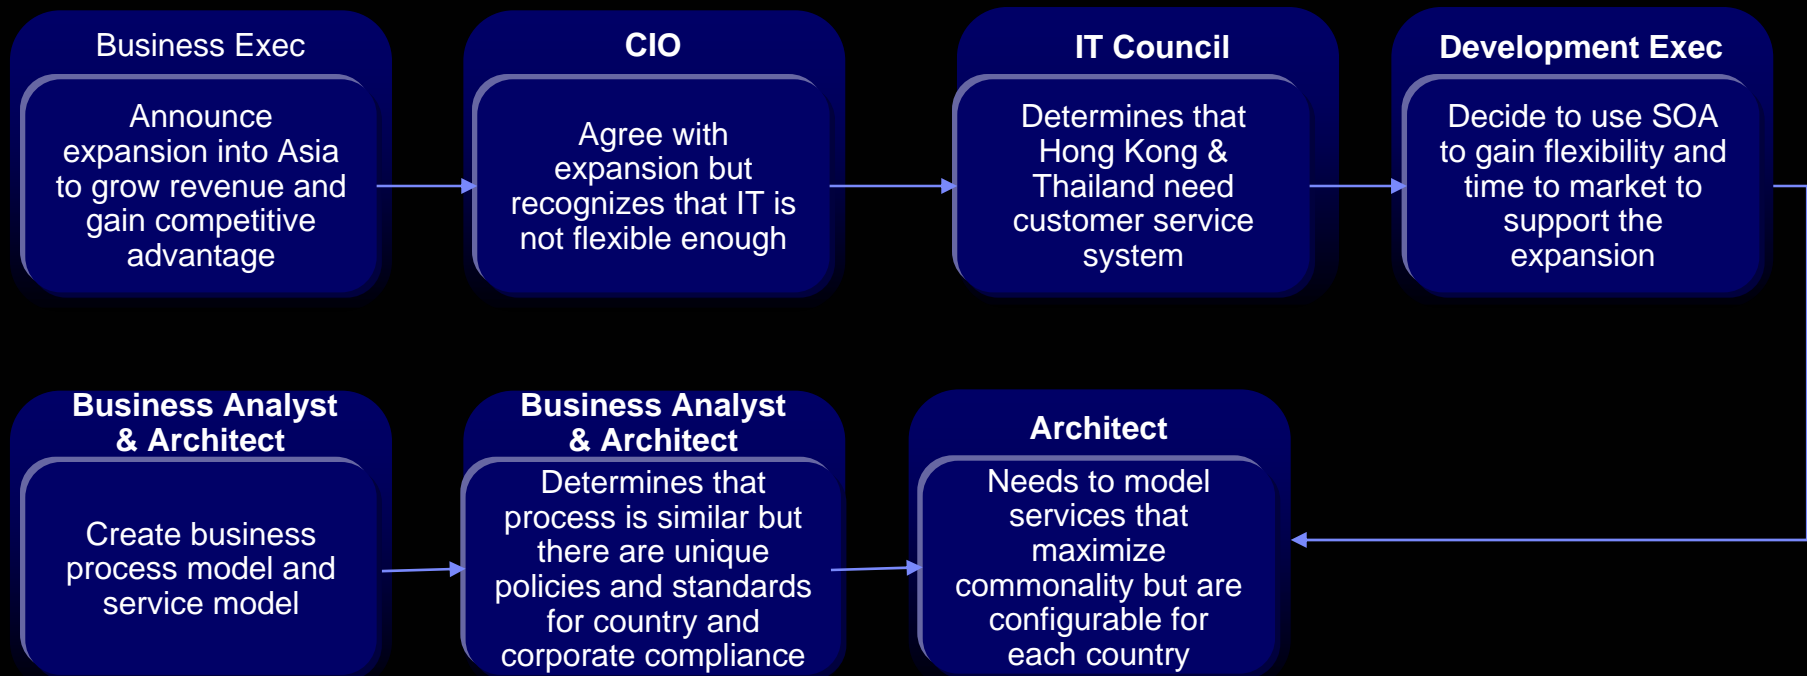 Business Exec
Announce
expansion into Asia
to grow revenue and
gain competitive
advantage
CIO
Agree with
expansion but
recognizes that IT is
not flexible enough
IT Council
Determines that
Hong Kong &
Thailand need
customer service
system
Development Exec
Decide to use SOA
to gain flexibility and
time to market to
support the
expansion
Business Analyst
& Architect
Create business
process model and
service model
Business Analyst
& Architect
Determines that
process is similar but
there are unique
policies and standards
for country and
corporate compliance
Architect
Needs to model
services that
maximize
commonality but are
configurable for
each country